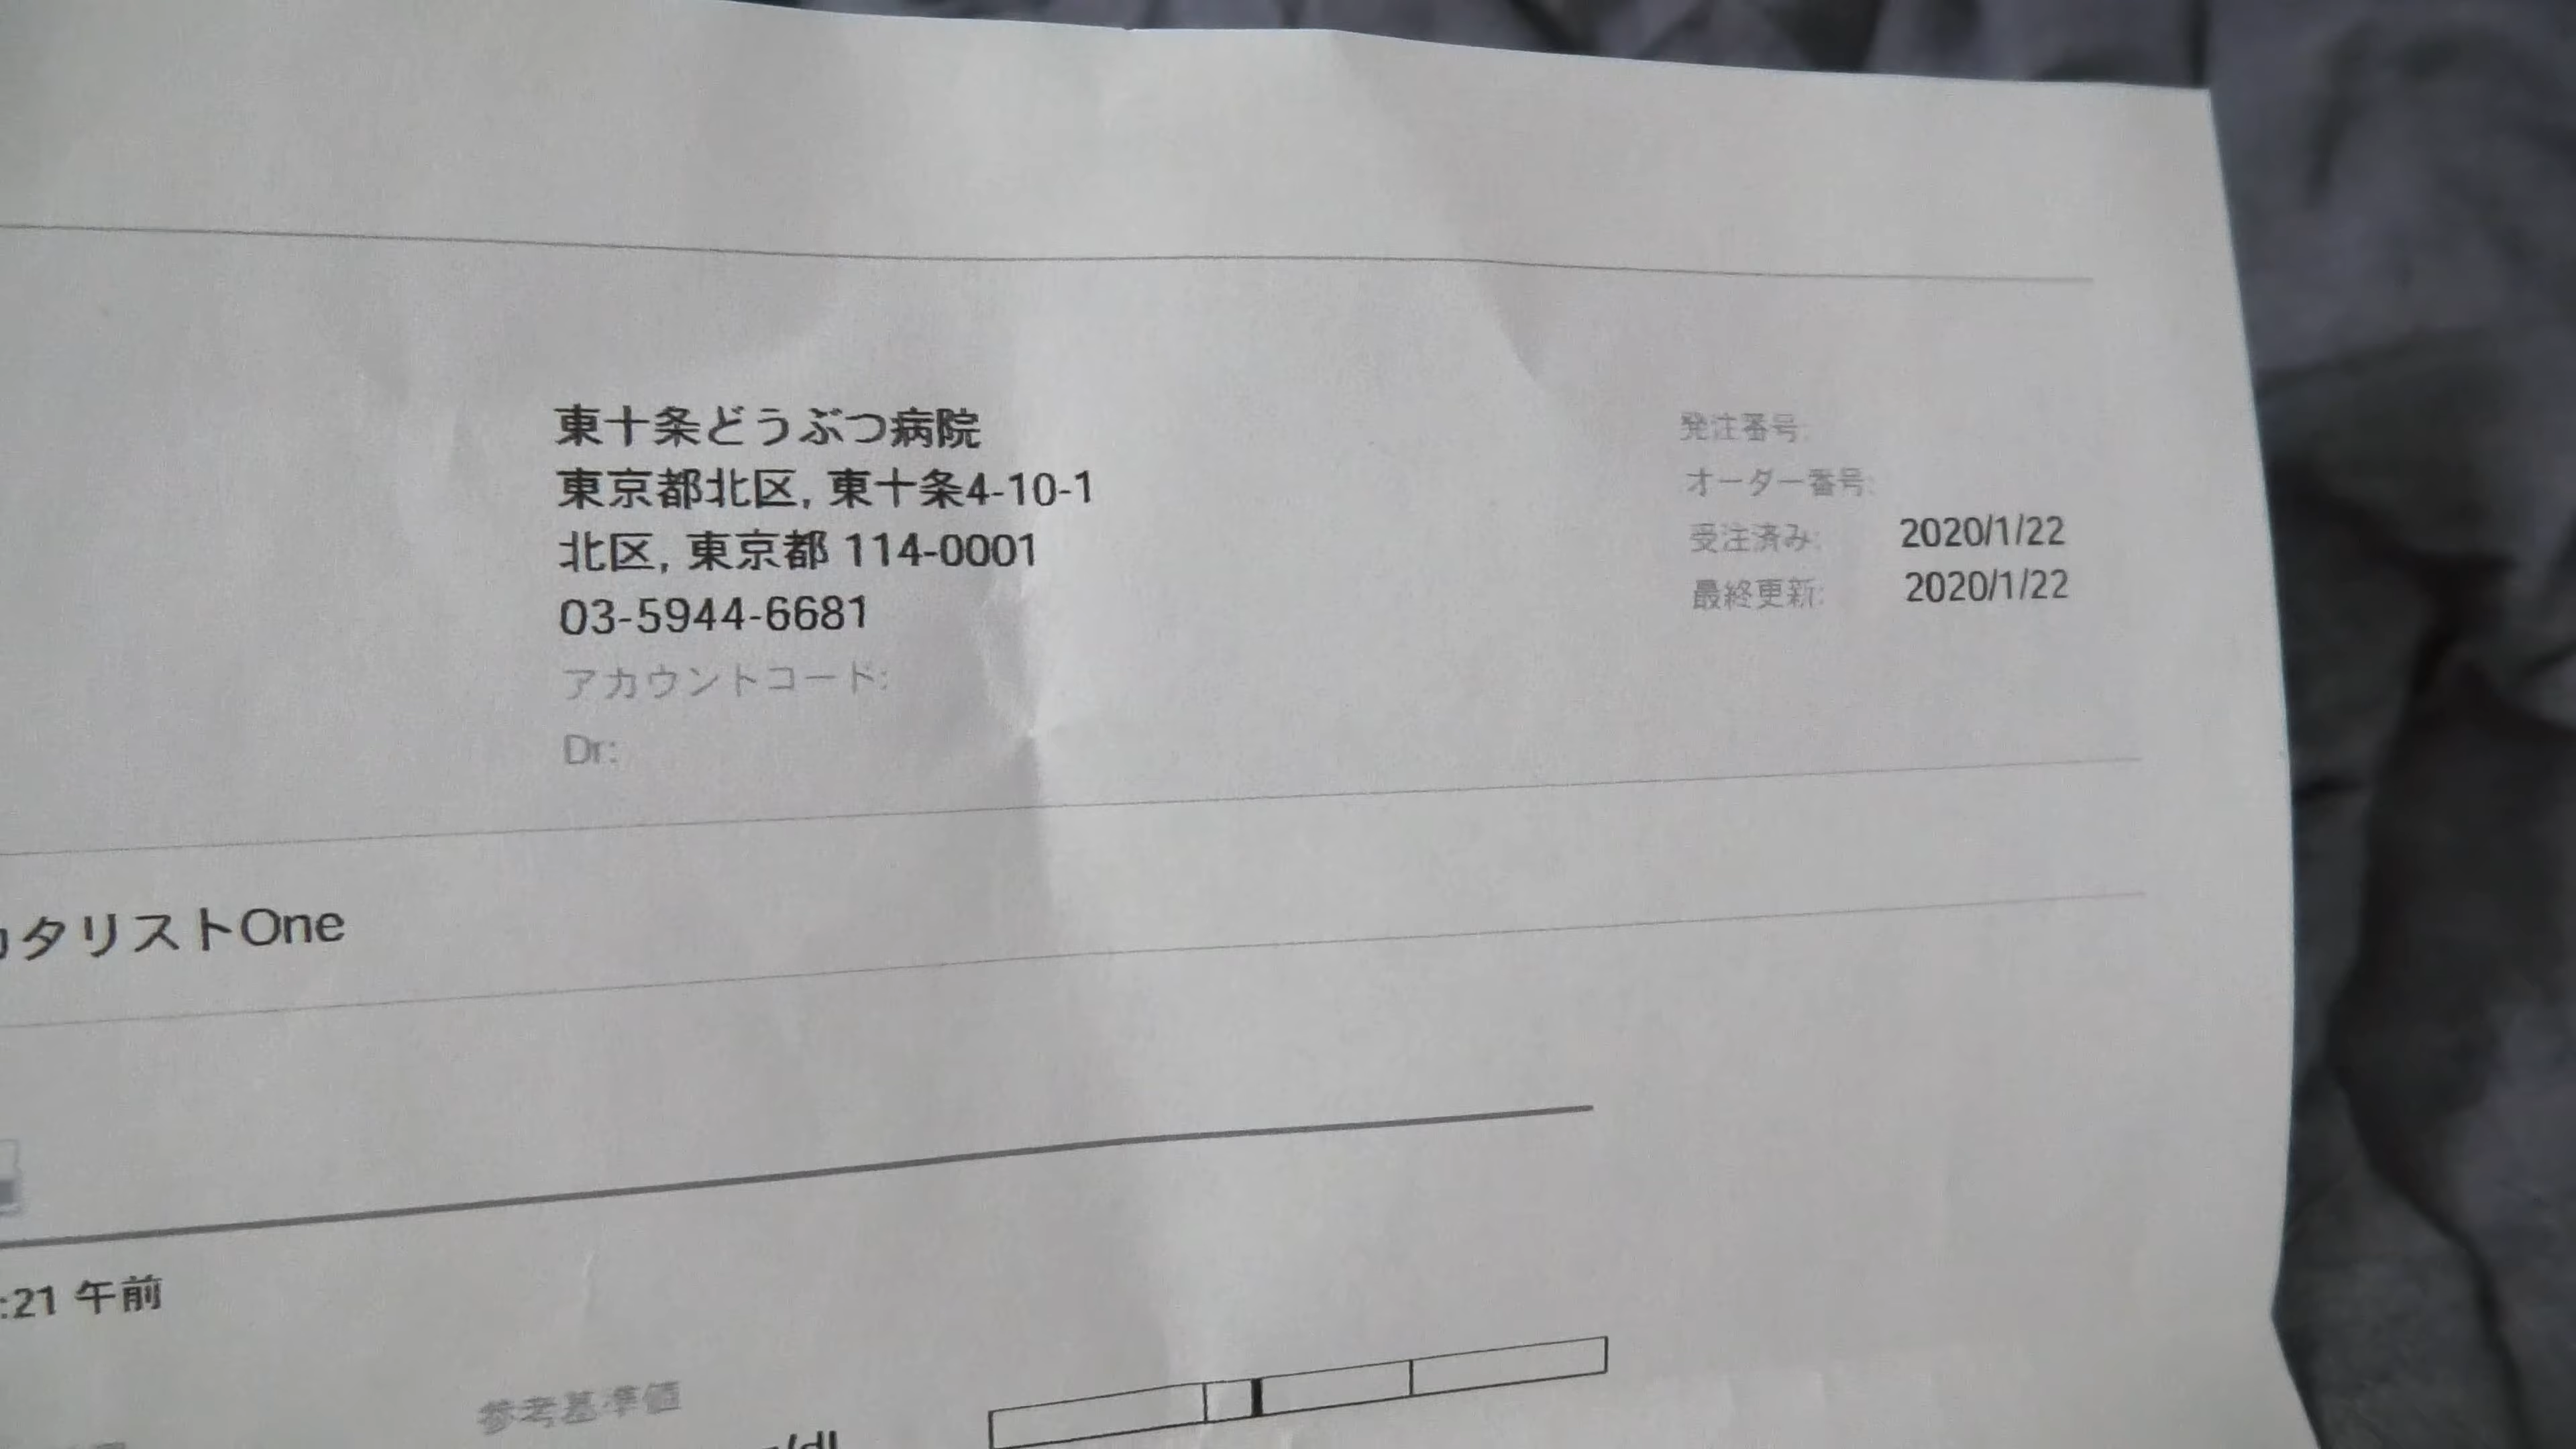 東十条どうぶつ病院
東京都北区, 東十条4-10-1
北区, 東京都 114-0001
03-5944-6681
アカウントコード:
Dr:
発注番号:
オーダー番号:
受注済み: 2020/1/22
最終更新: 2020/1/22
タリストOne
:21 午前
参考基準値
/dl